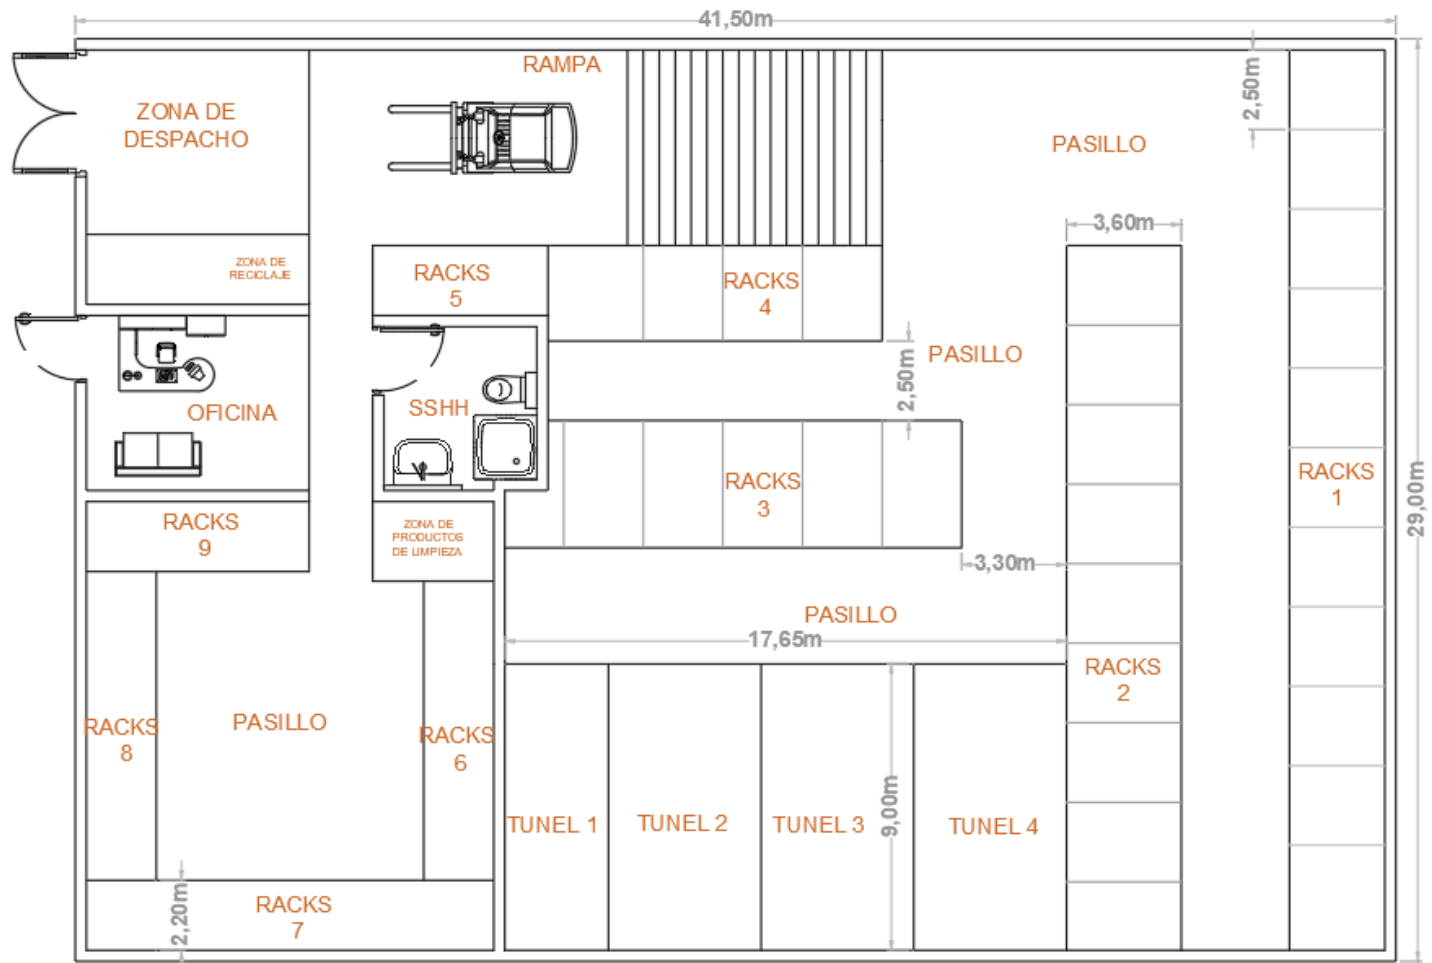 41,50m
RAMPA
ZONA DE
DESPACHO
2,50m
PASILLO
3,60m
ZONA DE
RECICLAJE
RACKS
5
RACKS
4
PASILLO
2,50m
OFICINA
SSHH
RACKS
3
RACKS
1
29,00m
RACKS
9
ZONA DE
PRODUCTOS
DE LIMPIEZA
3,30m
PASILLO
17,65m
RACKS
2
RACKS
8
PASILLO
RACKS
6
9,00m
TUNEL 1
TUNEL 2
TUNEL 3
TUNEL 4
2,20m
RACKS
7